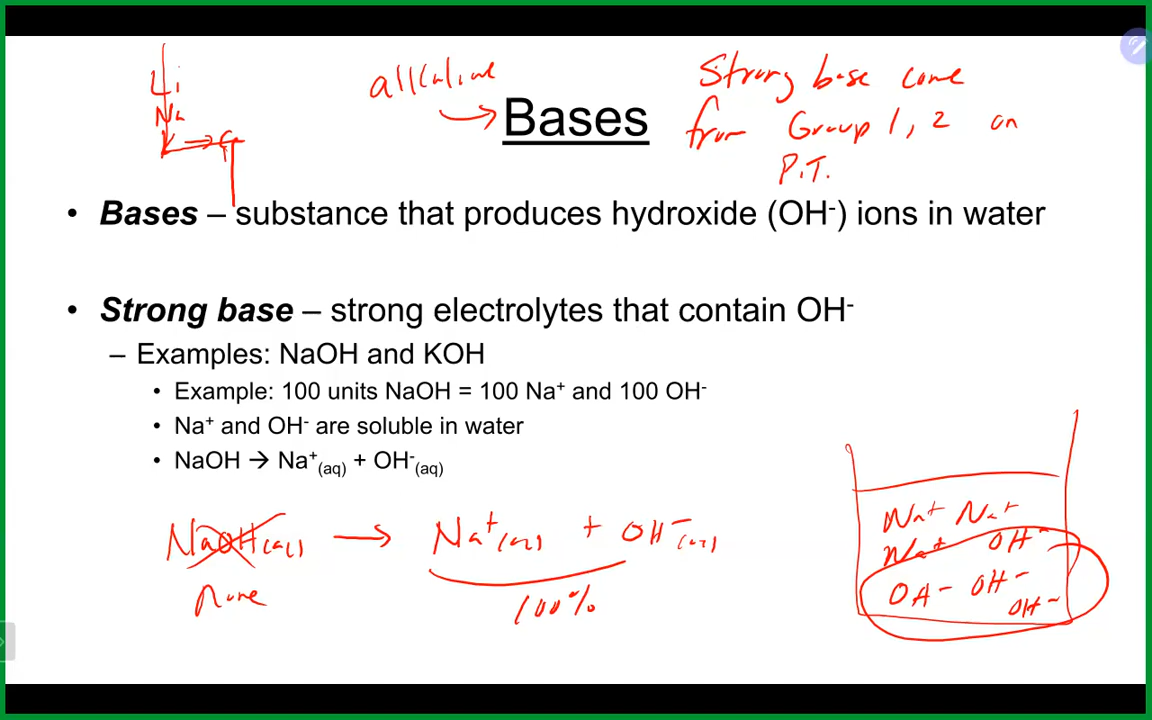 Li
Na
K → Ca
alkaline
→ Bases
Strong base come
from Group 1, 2 on
P.T.
• Bases – substance that produces hydroxide (OH-) ions in water
• Strong base – strong electrolytes that contain OH-
– Examples: NaOH and KOH
• Example: 100 units NaOH = 100 Na+ and 100 OH-
• Na+ and OH- are soluble in water
• NaOH → Na+(aq) + OH-(aq)
NaOH(aq) → Na+(aq) + OH-(aq)
None
100%
Na+ Na+
Na+ OH-
OH- OH-
OH-